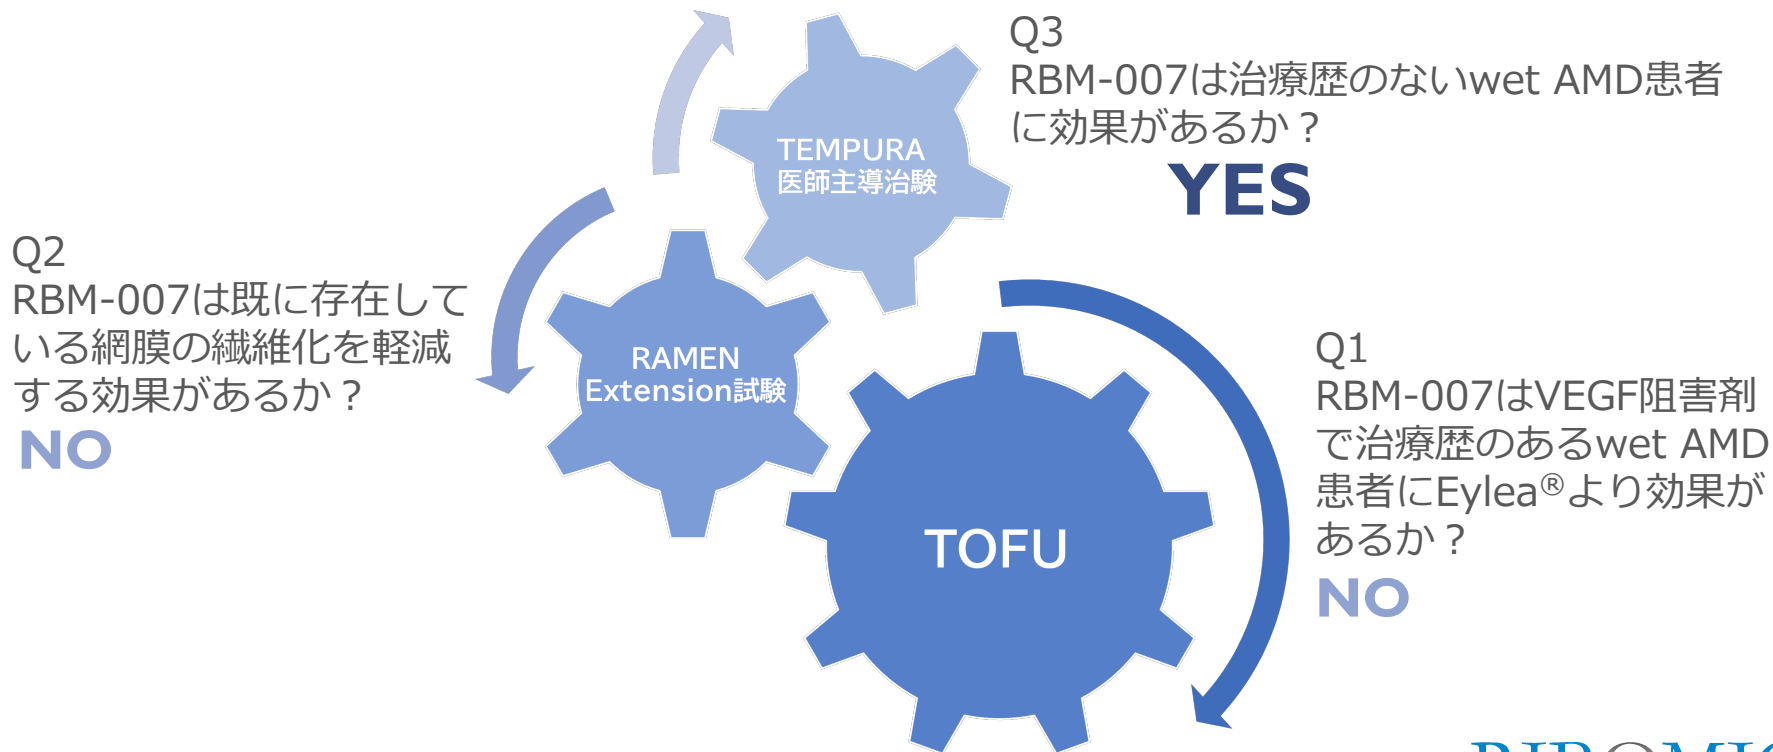 Q3
RBM-007は治療歴のないwet AMD患者
に効果があるか？
YES
TEMPURA
医師主導治験
Q2
RBM-007は既に存在して
いる網膜の繊維化を軽減
する効果があるか？
NO
RAMEN
Extension試験
Q1
RBM-007はVEGF阻害剤
で治療歴のあるwet AMD
患者にEylea®より効果が
あるか？
NO
TOFU